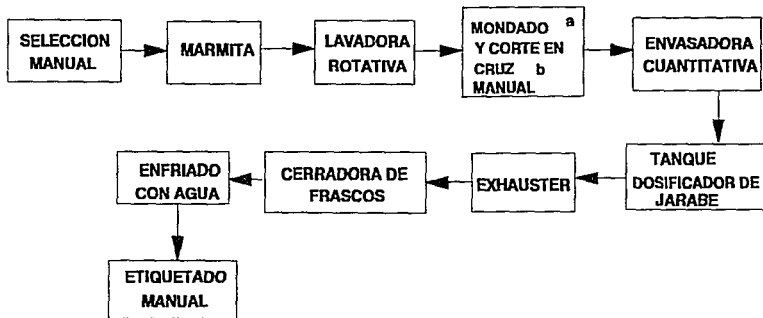 SELECCION
MANUAL
MARMITA
LAVADORA
ROTATIVA
MONDADO a
Y CORTE EN
CRUZ b
MANUAL
ENVASADORA
CUANTITATIVA
TANQUE
DOSIFICADOR DE
JARABE
EXHAUSTER
CERRADORA DE
FRASCOS
ENFRIADO
CON AGUA
ETIQUETADO
MANUAL